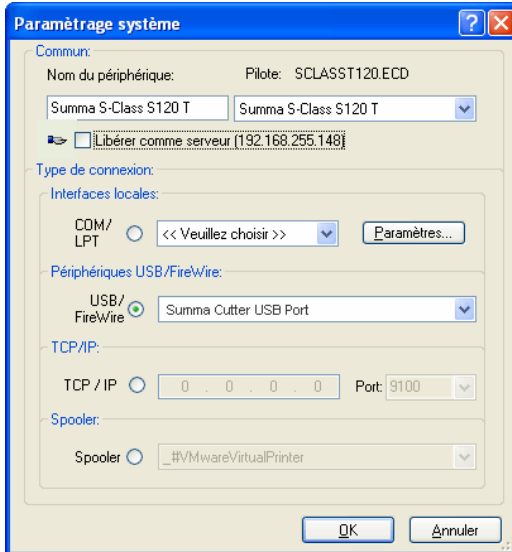 Paramètrage système
Commun:
Nom du périphérique: Pilote: SCLASST120.ECD
Summa S-Class S120 T Summa S-Class S120 T
Libérer comme serveur (192.168.255.148)
Type de connexion:
Interfaces locales:
COM/
LPT << Veuillez choisir >> Paramètres...
Périphériques USB/FireWire:
USB/
FireWire Summa Cutter USB Port
TCP/IP:
TCP / IP 0 . 0 . 0 . 0 Port: 9100
Spooler:
Spooler _#VMwareVirtualPrinter
OK Annuler